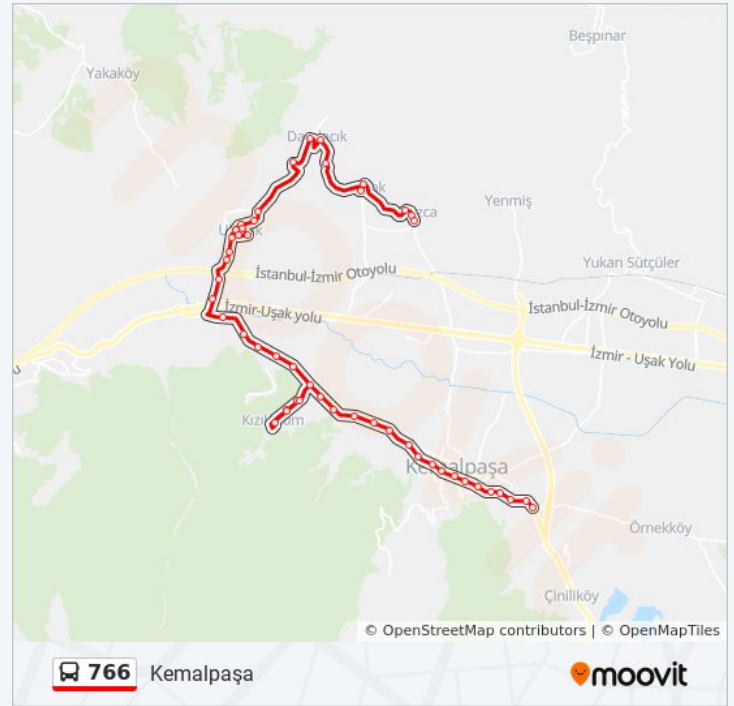 Beşpınar
Yakaköy
Yenmiş
Yukarı Sütçüler
İstanbul-İzmir Otoyolu
İzmir-Uşak yolu
İstanbul-İzmir Otoyolu
İzmir - Uşak Yolu
Kemalpaşa
Örnekköy
Çiniliköy
© OpenStreetMap contributors | © OpenMapTiles
766 Kemalpaşa
moovit